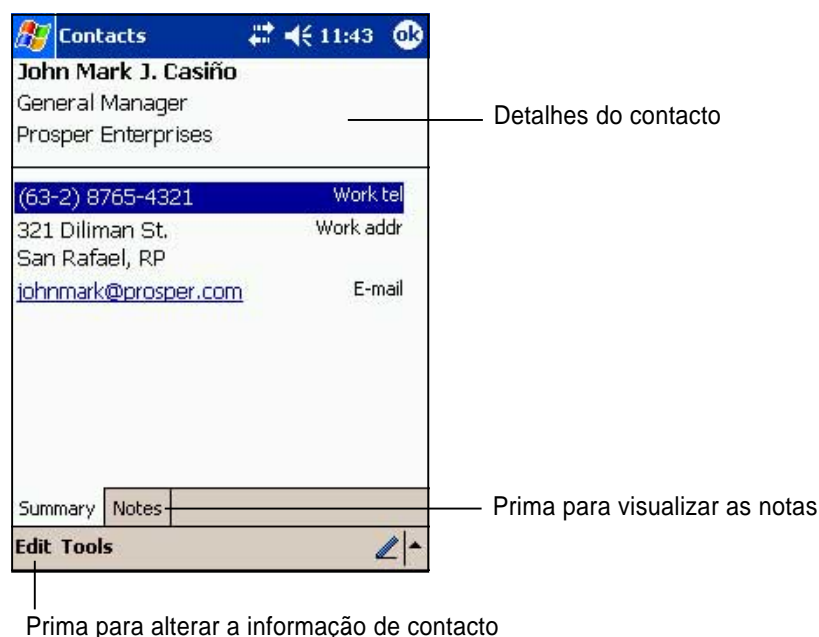 Contacts 11:43 ok
John Mark J. Casiño
General Manager
Prosper Enterprises
Detalhes do contacto
(63-2) 8765-4321 Work tel
321 Diliman St. Work addr
San Rafael, RP
johnmark@prosper.com E-mail
Summary Notes
Prima para visualizar as notas
Edit Tools
Prima para alterar a informação de contacto